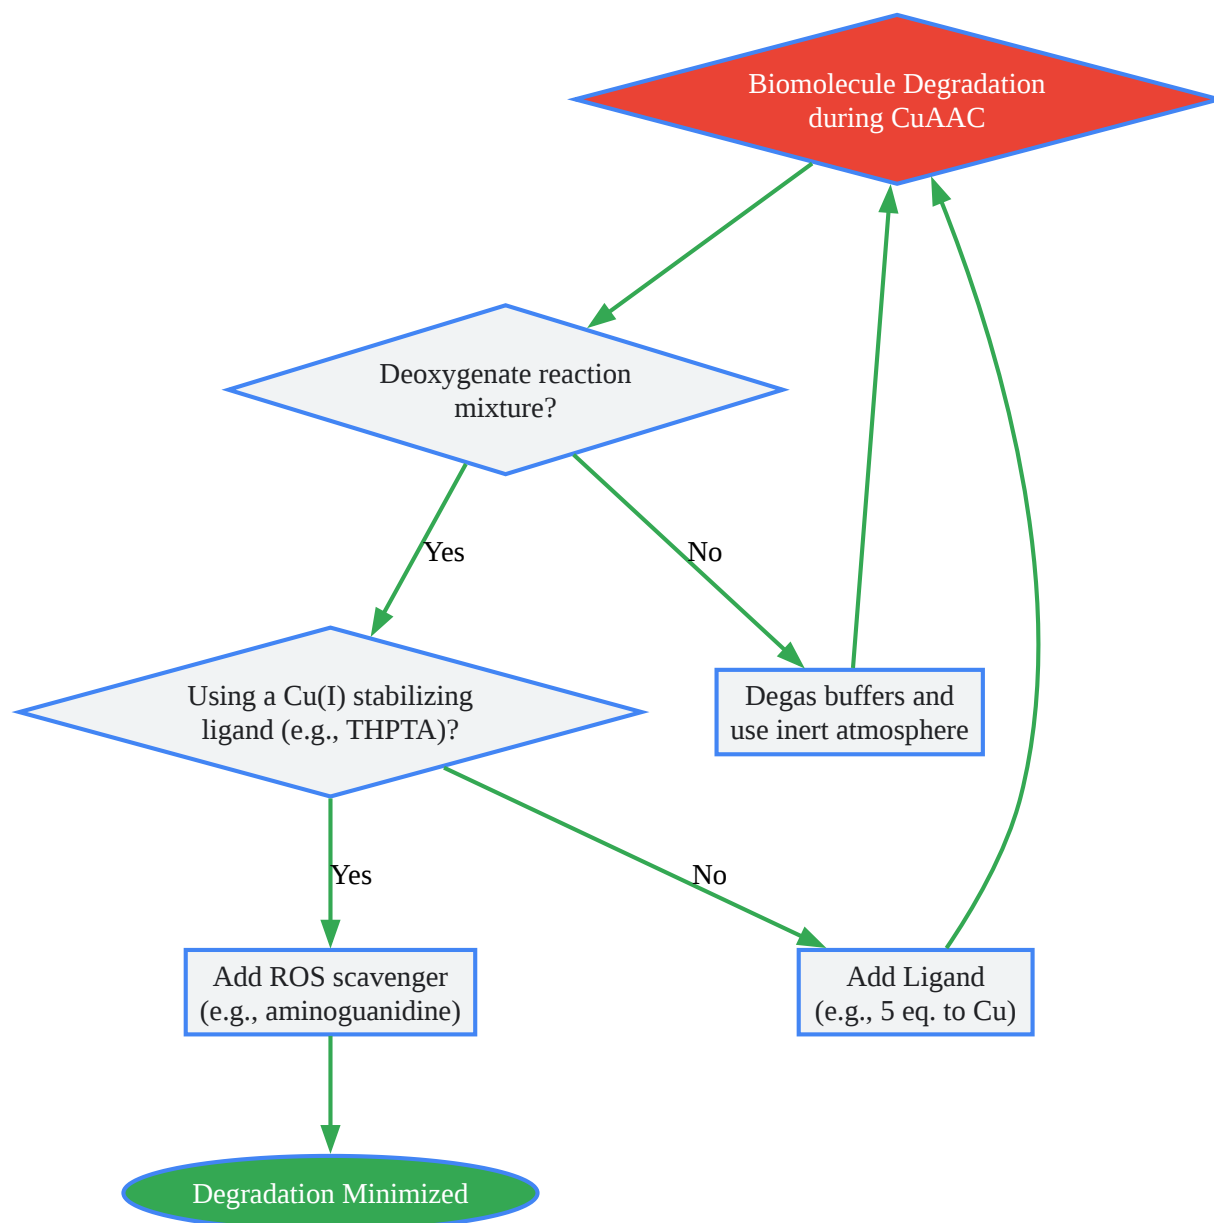 Biomolecule Degradation
during CuAAC
Deoxygenate reaction
mixture?
Yes
No
Using a Cu(I) stabilizing
ligand (e.g., THPTA)?
Degas buffers and
use inert atmosphere
Yes
No
Add ROS scavenger
(e.g., aminoguanidine)
Add Ligand
(e.g., 5 eq. to Cu)
Degradation Minimized